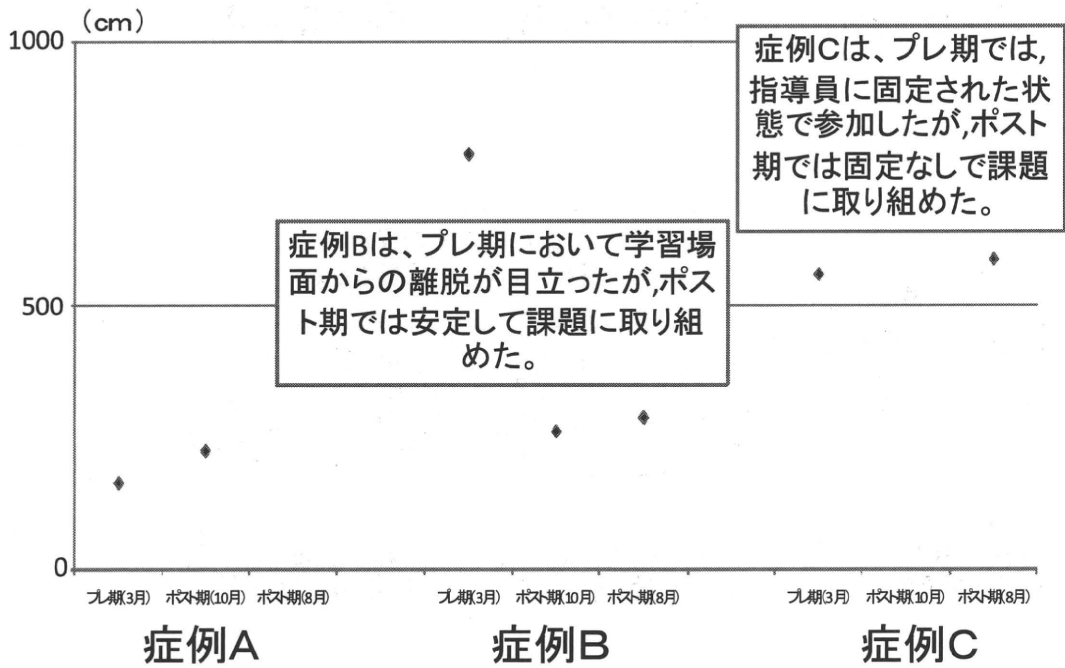 (cm)
1000
症例Cは、プレ期では,
指導員に固定された状
態で参加したが,ポスト
期では固定なしで課題
に取り組めた。
症例Bは、プレ期において学習場
面からの離脱が目立ったが,ポス
ト期では安定して課題に取り組
めた。
500
0
プレ期(3月) ポスト期(10月) ポスト期(8月) プレ期(3月) ポスト期(10月) ポスト期(8月) プレ期(3月) ポスト期(10月) ポスト期(8月)
症例A 症例B 症例C